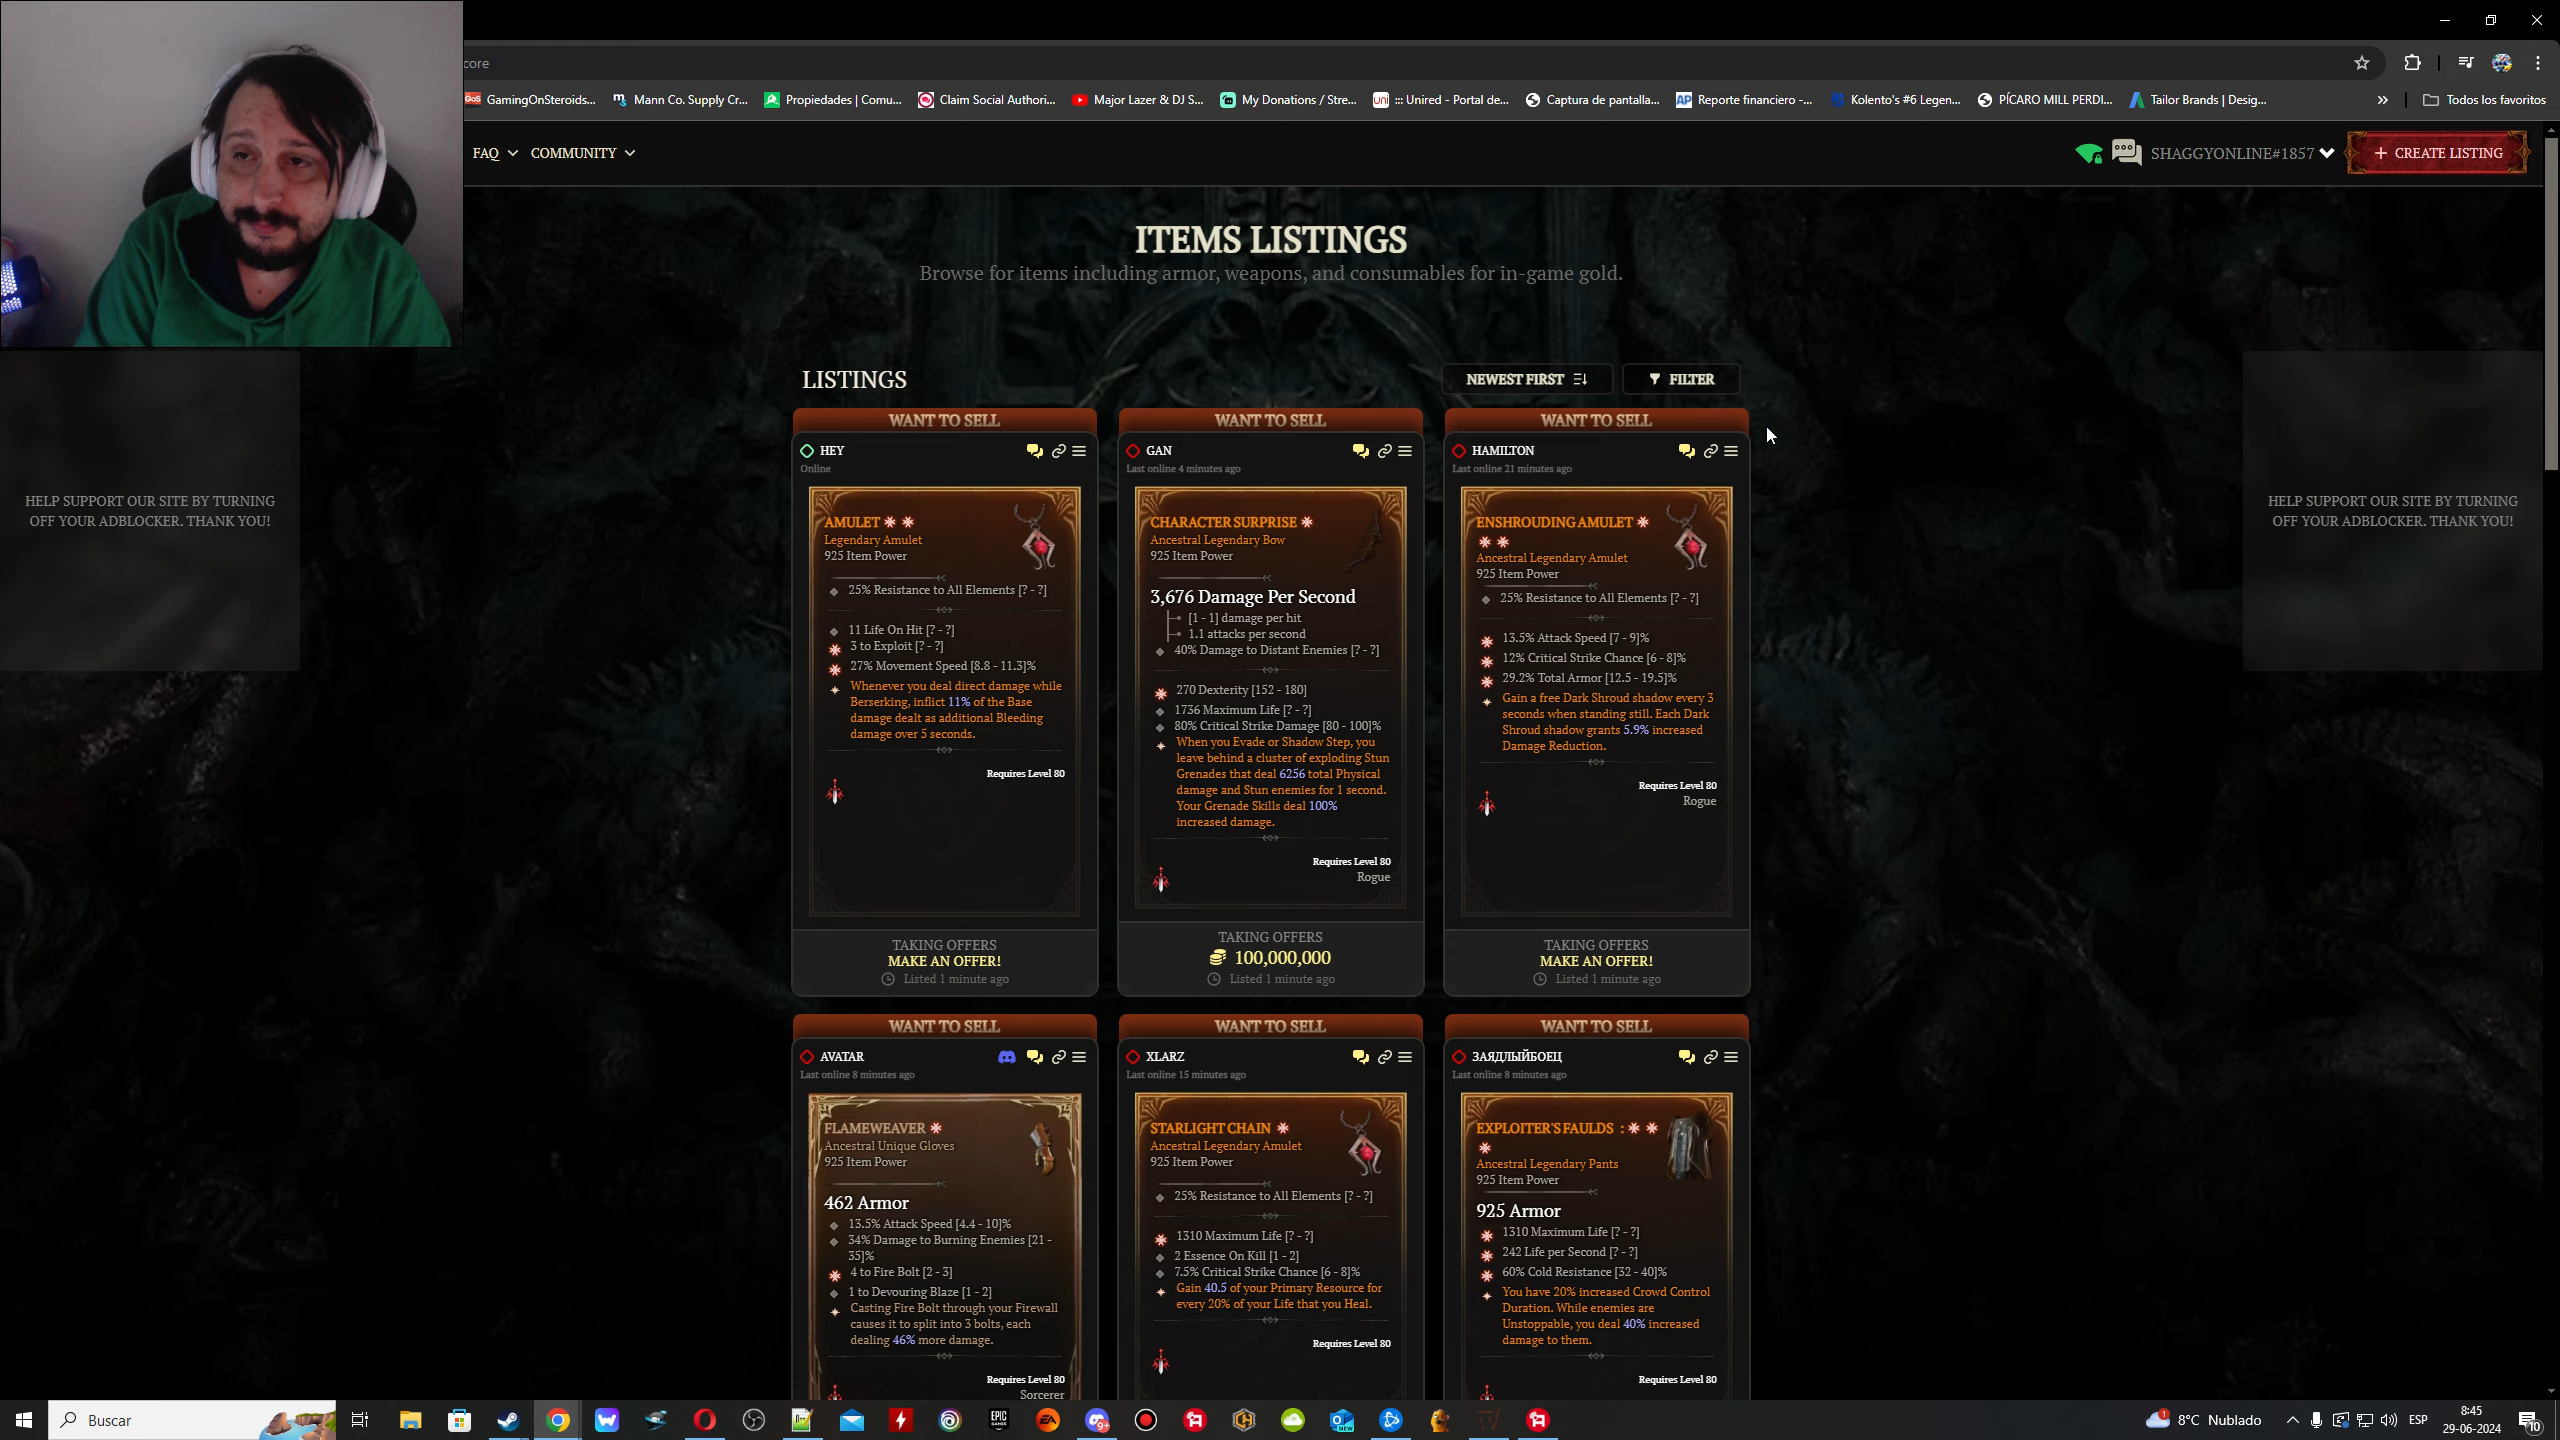 core
GamingOnSteroids...
Mann Co. Supply Cr...
Propiedades | Comu...
Claim Social Authori...
Major Lazer & DJ S...
My Donations / Stre...
::: Unired - Portal de...
Captura de pantalla...
Reporte financiero -...
Kolento's #6 Legen...
PÍCARO MILL PERDI...
Tailor Brands | Desig...
Todos los favoritos
FAQ
COMMUNITY
SHAGGYONLINE#1857
+ CREATE LISTING
ITEMS LISTINGS
Browse for items including armor, weapons, and consumables for in-game gold.
HELP SUPPORT OUR SITE BY TURNING
OFF YOUR ADBLOCKER. THANK YOU!
HELP SUPPORT OUR SITE BY TURNING
OFF YOUR ADBLOCKER. THANK YOU!
LISTINGS
NEWEST FIRST
FILTER
WANT TO SELL
HEY
Online
AMULET
Legendary Amulet
925 Item Power
25% Resistance to All Elements [? - ?]
11 Life On Hit [? - ?]
3 to Exploit [? - ?]
27% Movement Speed [8.8 - 11.3]%
Whenever you deal direct damage while
Berserking, inflict 11% of the Base
damage dealt as additional Bleeding
damage over 5 seconds.
Requires Level 80
TAKING OFFERS
MAKE AN OFFER!
Listed 1 minute ago
WANT TO SELL
GAN
Last online 4 minutes ago
CHARACTER SURPRISE
Ancestral Legendary Bow
925 Item Power
3,676 Damage Per Second
[1 - 1] damage per hit
1.1 attacks per second
40% Damage to Distant Enemies [? - ?]
270 Dexterity [152 - 180]
1736 Maximum Life [? - ?]
80% Critical Strike Damage [80 - 100]%
When you Evade or Shadow Step, you
leave behind a cluster of exploding Stun
Grenades that deal 6256 total Physical
damage and Stun enemies for 1 second.
Your Grenade Skills deal 100%
increased damage.
Requires Level 80
Rogue
TAKING OFFERS
100,000,000
Listed 1 minute ago
WANT TO SELL
HAMILTON
Last online 21 minutes ago
ENSHROUDING AMULET
Ancestral Legendary Amulet
925 Item Power
25% Resistance to All Elements [? - ?]
13.5% Attack Speed [7 - 9]%
12% Critical Strike Chance [6 - 8]%
29.2% Total Armor [12.5 - 19.5]%
Gain a free Dark Shroud shadow every 3
seconds when standing still. Each Dark
Shroud shadow grants 5.9% increased
Damage Reduction.
Requires Level 80
Rogue
TAKING OFFERS
MAKE AN OFFER!
Listed 1 minute ago
WANT TO SELL
AVATAR
Last online 8 minutes ago
FLAMEWEAVER
Ancestral Unique Gloves
925 Item Power
462 Armor
13.5% Attack Speed [4.4 - 10]%
34% Damage to Burning Enemies [21 -
35]%
4 to Fire Bolt [2 - 3]
1 to Devouring Blaze [1 - 2]
Casting Fire Bolt through your Firewall
causes it to split into 3 bolts, each
dealing 46% more damage.
Requires Level 80
Sorcerer
WANT TO SELL
XLARZ
Last online 15 minutes ago
STARLIGHT CHAIN
Ancestral Legendary Amulet
925 Item Power
25% Resistance to All Elements [? - ?]
1310 Maximum Life [? - ?]
2 Essence On Kill [1 - 2]
7.5% Critical Strike Chance [6 - 8]%
Gain 40.5 of your Primary Resource for
every 20% of your Life that you Heal.
Requires Level 80
WANT TO SELL
ЗАЯДЛЫЙБОЕЦ
Last online 8 minutes ago
EXPLOITER'S FAULDS :
Ancestral Legendary Pants
925 Item Power
925 Armor
1310 Maximum Life [? - ?]
242 Life per Second [? - ?]
60% Cold Resistance [32 - 40]%
You have 20% increased Crowd Control
Duration. While enemies are
Unstoppable, you deal 40% increased
damage to them.
Requires Level 80
Buscar
8°C Nublado
ESP
8:45
29-06-2024